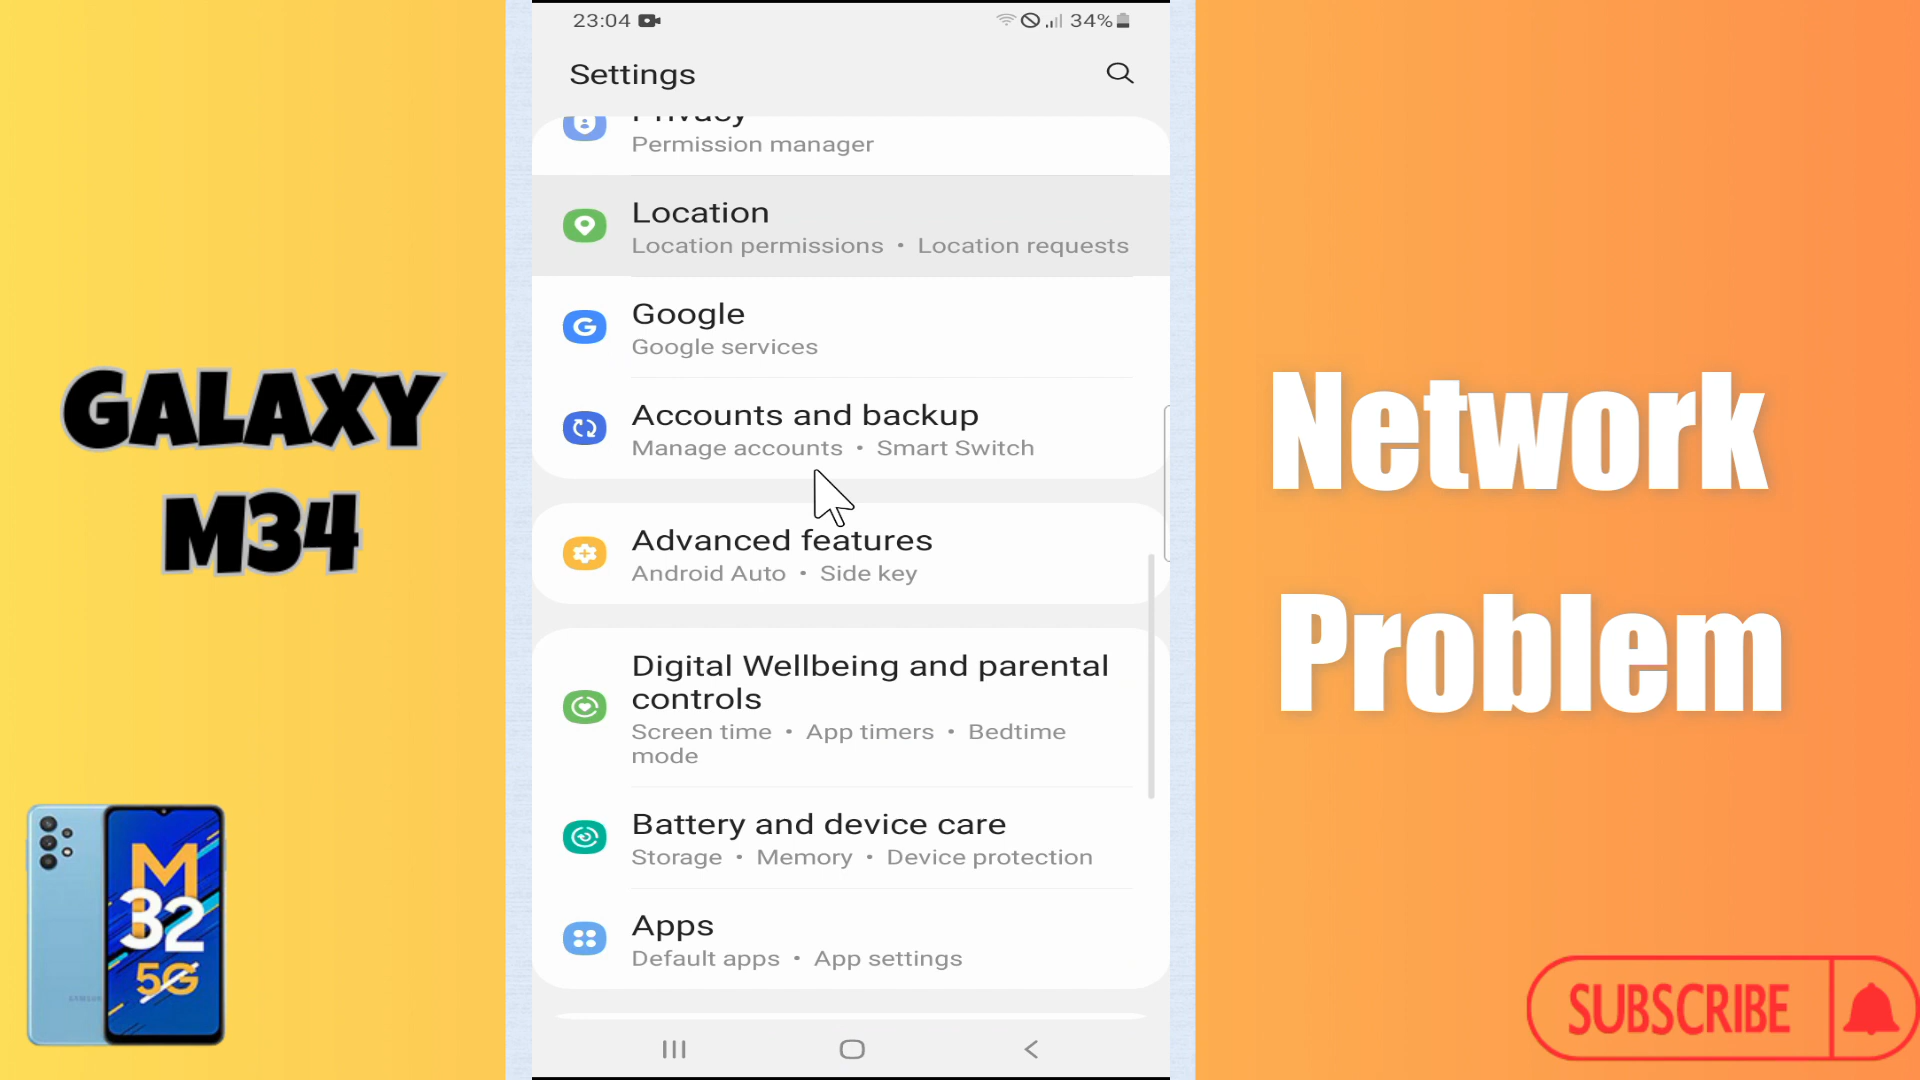 23:04
34%
Settings
Privacy
Permission manager
Location
Location permissions • Location requests
Google
Google services
Accounts and backup
Manage accounts • Smart Switch
Advanced features
Android Auto • Side key
Digital Wellbeing and parental
controls
Screen time • App timers • Bedtime
mode
Battery and device care
Storage • Memory • Device protection
Apps
Default apps • App settings
GALAXY
M34
M
32
5G
SAMSUNG
Network
Problem
SUBSCRIBE